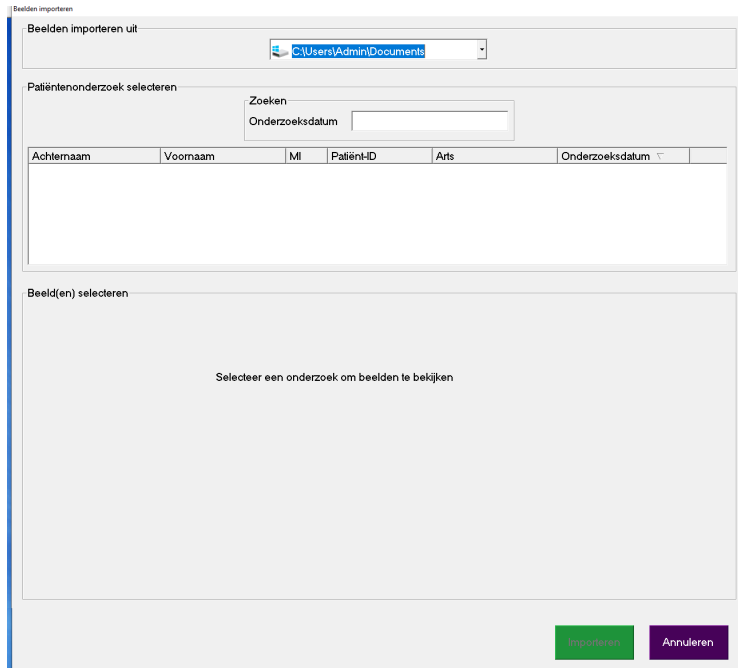 Beelden importeren
Beelden importeren uit
C:\Users\Admin\Documents
Patiëntenonderzoek selecteren
Zoeken
Onderzoeksdatum
Achternaam Voornaam MI Patiënt-ID Arts Onderzoeksdatum
Beeld(en) selecteren
Selecteer een onderzoek om beelden te bekijken
Importeren Annuleren